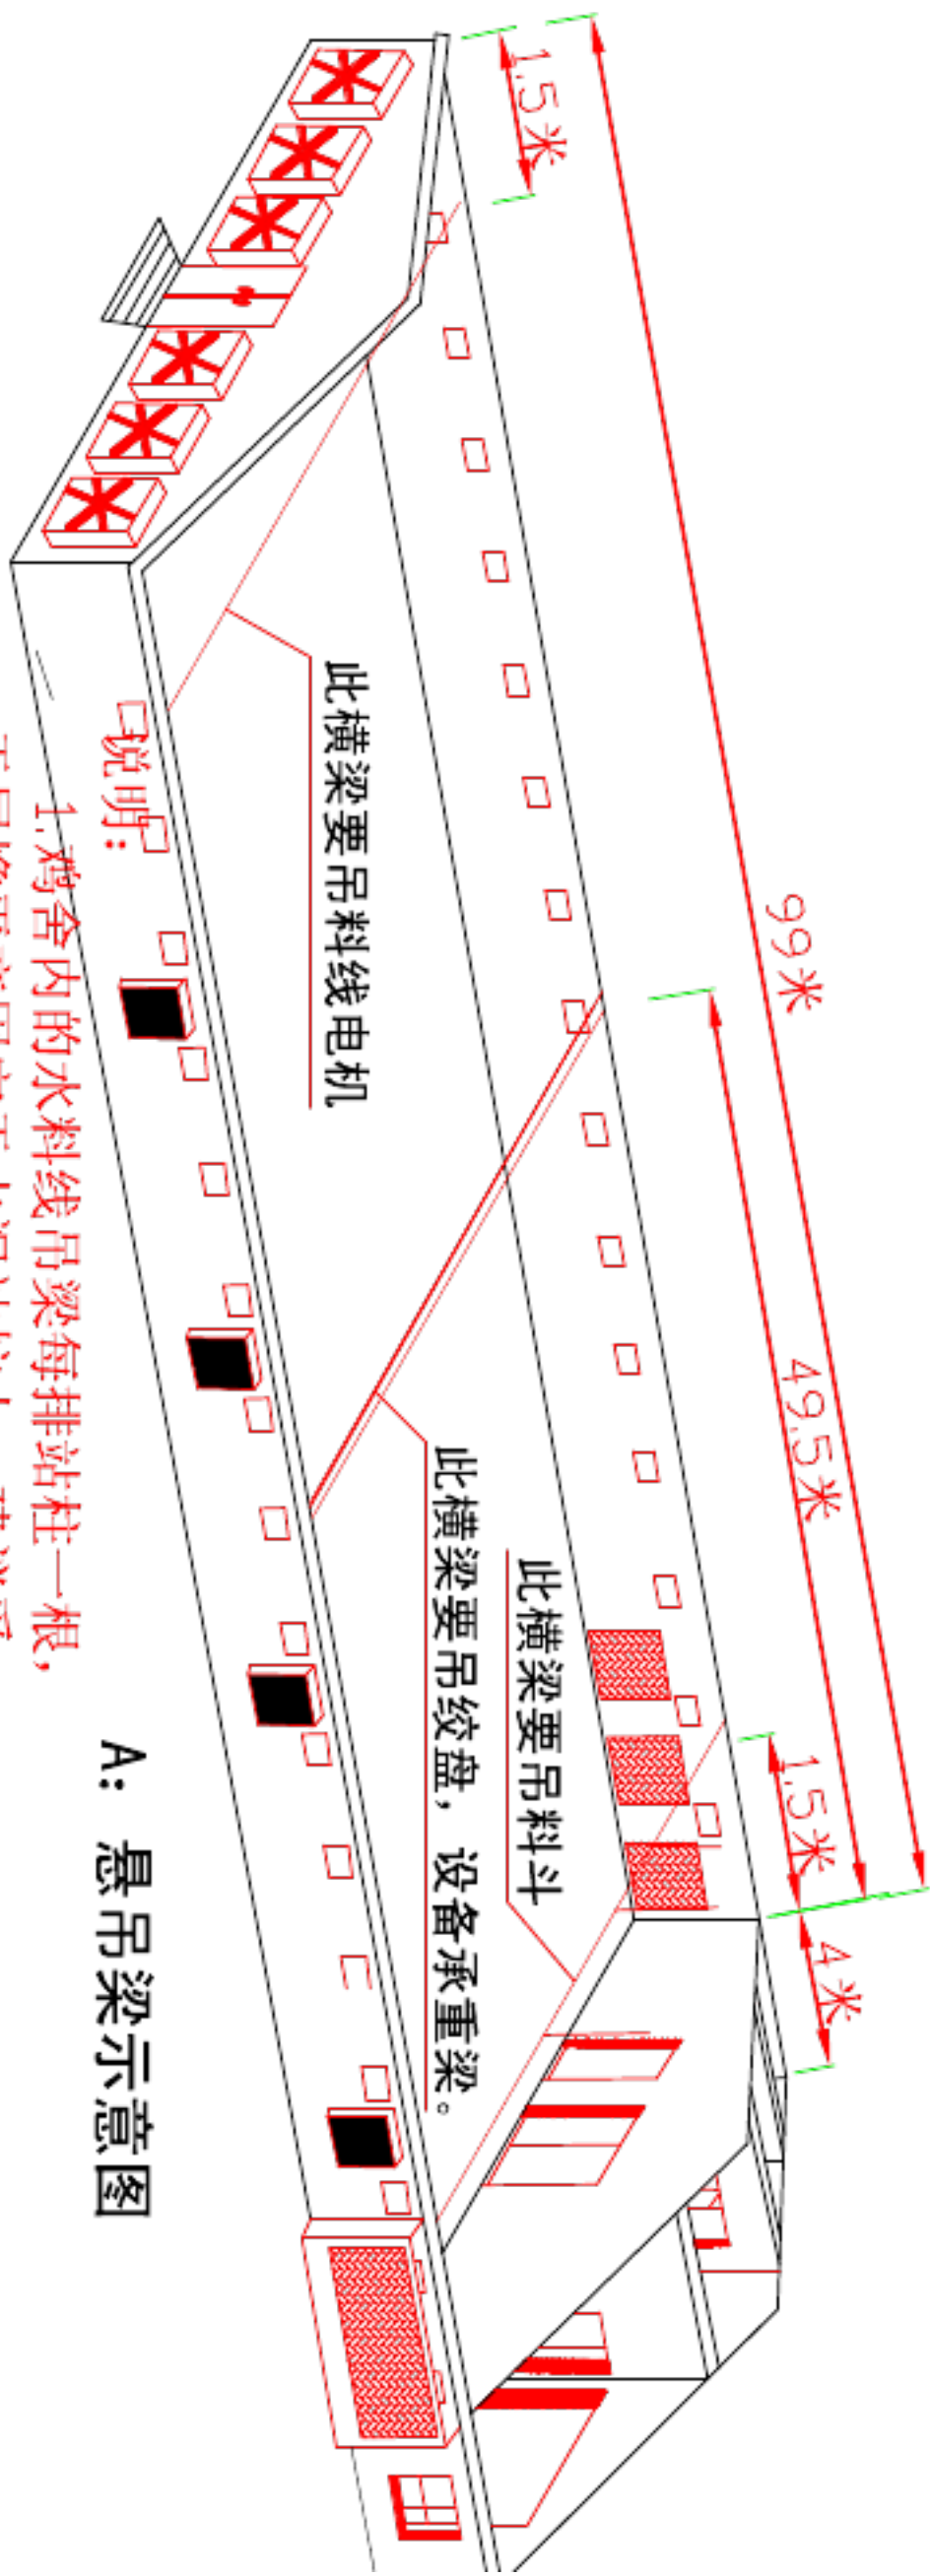 99米
49.5米
1.5米
1.5米
4米
此横梁要吊料线电机
此横梁要吊绞盘，设备承重梁。
此横梁要吊料斗
说明:
1.鸡舍内的水料线吊梁每排站柱一根,
A: 悬吊梁示意图